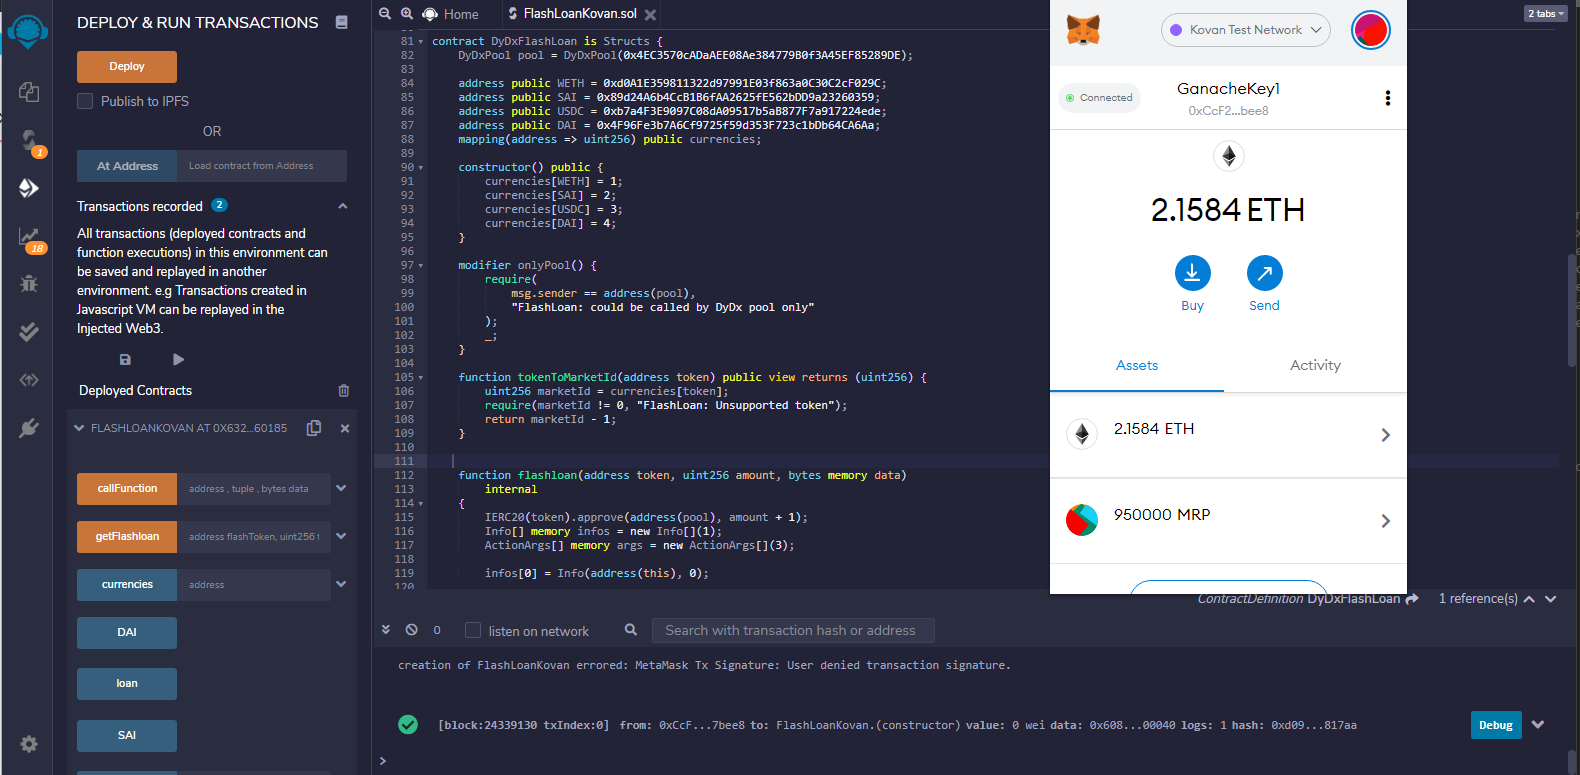 DEPLOY & RUN TRANSACTIONS
Deploy
Publish to IPFS
OR
At Address
Load contract from Address
Transactions recorded 2
All transactions (deployed contracts and
function executions) in this environment can
be saved and replayed in another
environment. e.g Transactions created in
Javascript VM can be replayed in the
Injected Web3.
Deployed Contracts
FLASHLOANKOVAN AT 0X632...60185
callFunction
address , tuple , bytes data
getFlashloan
address flashToken, uint256
currencies
address
DAI
loan
SAI
1
18
Home
FlashLoanKovan.sol
2 tabs
81 contract DyDxFlashLoan is Structs {
82 DyDxPool pool = DyDxPool(0x4EC3570cADaAEE08Ae384779B0f3A45EF85289DE);
83
84 address public WETH = 0xd0A1E359811322d97991E03f863a0C30C2cF029C;
85 address public SAI = 0x89d24A6b4CcB1B6fAA2625fE562bDD9a23260359;
86 address public USDC = 0xb7a4F3E9097C08dA09517b5aB877F7a917224ede;
87 address public DAI = 0x4F96Fe3b7A6Cf9725f59d353F723c1bDb64CA6Aa;
88 mapping(address => uint256) public currencies;
89
90 constructor() public {
91 currencies[WETH] = 1;
92 currencies[SAI] = 2;
93 currencies[USDC] = 3;
94 currencies[DAI] = 4;
95 }
96
97 modifier onlyPool() {
98 require(
99 msg.sender == address(pool),
100 "FlashLoan: could be called by DyDx pool only"
101 );
102 _;
103 }
104
105 function tokenToMarketId(address token) public view returns (uint256) {
106 uint256 marketId = currencies[token];
107 require(marketId != 0, "FlashLoan: Unsupported token");
108 return marketId - 1;
109 }
110
111
112 function flashloan(address token, uint256 amount, bytes memory data)
113 internal
114 {
115 IERC20(token).approve(address(pool), amount + 1);
116 Info[] memory infos = new Info[](1);
117 ActionArgs[] memory args = new ActionArgs[](3);
118
119 infos[0] = Info(address(this), 0);
120
Kovan Test Network
Connected
GanacheKey1
0xCcF2...bee8
2.1584 ETH
Buy
Send
Assets
Activity
2.1584 ETH
950000 MRP
ContractDefinition DyDxFlashLoan
1 reference(s)
0
listen on network
Search with transaction hash or address
creation of FlashLoanKovan errored: MetaMask Tx Signature: User denied transaction signature.
[block:24339130 txIndex:0] from: 0xCcF...7bee8 to: FlashLoanKovan.(constructor) value: 0 wei data: 0x608...00040 logs: 1 hash: 0xd09...817aa
Debug
>